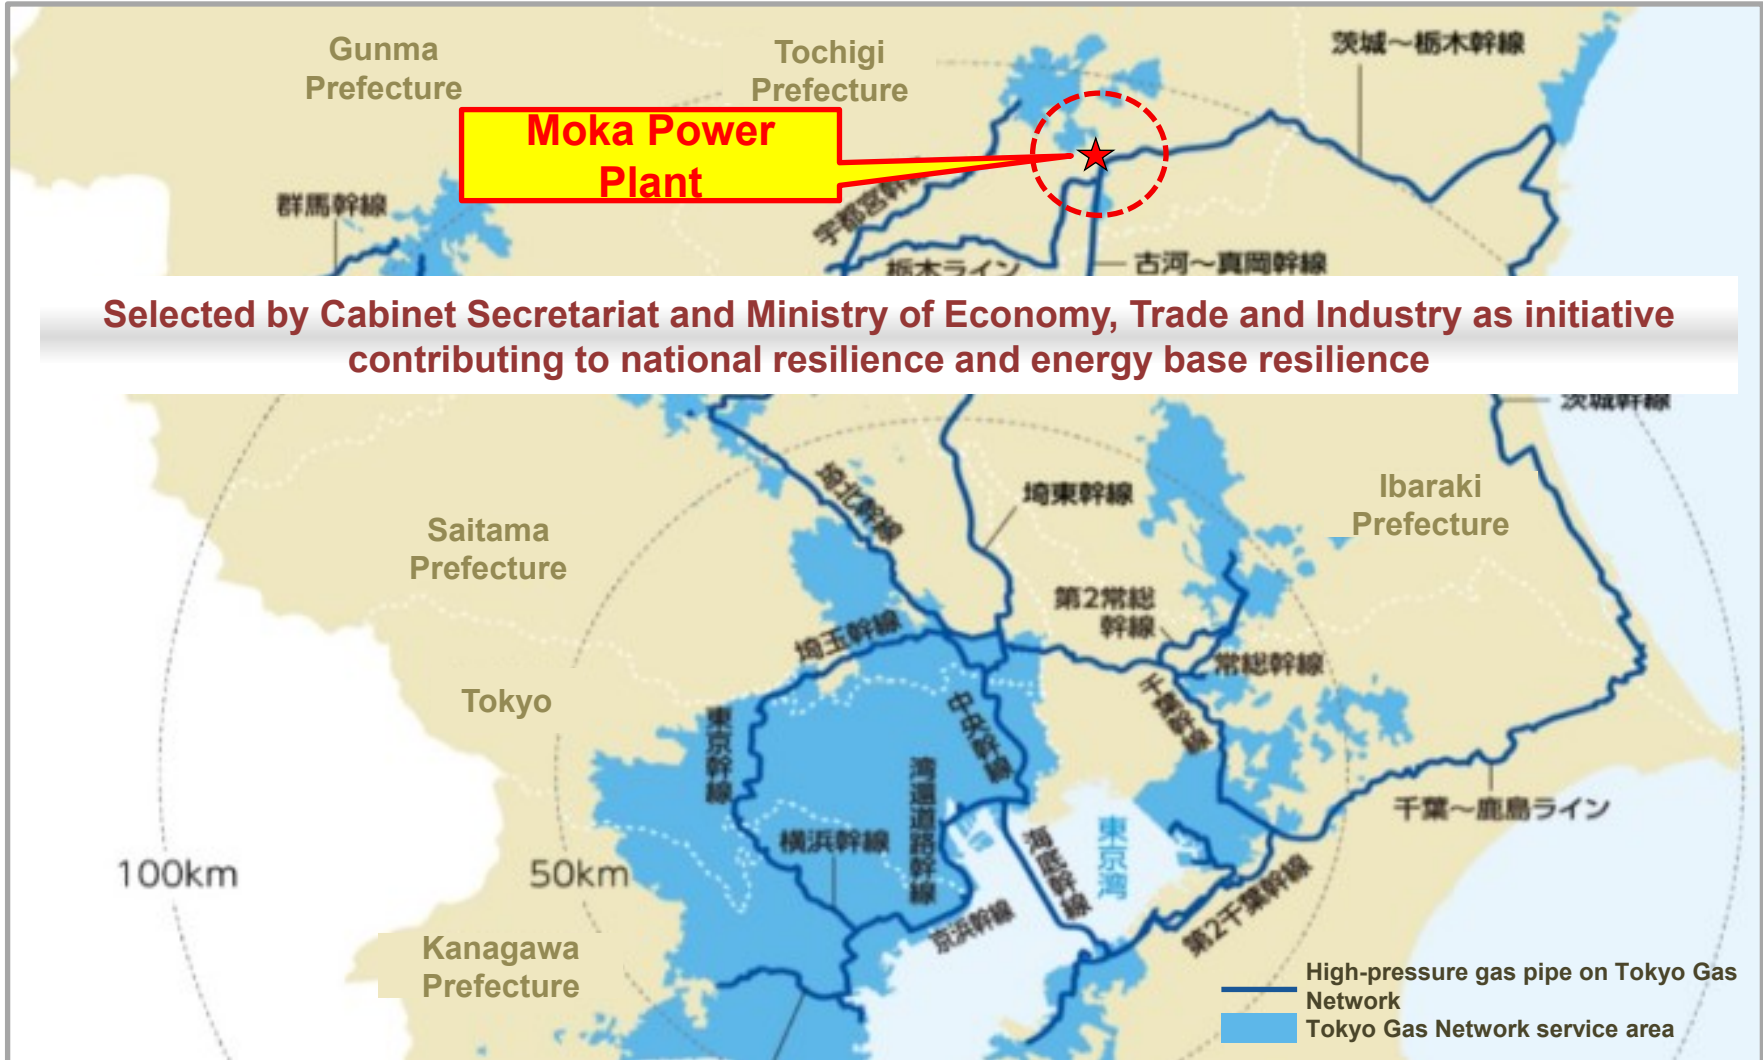 Gunma
Prefecture
Tochigi
Prefecture
茨城～栃木幹線
Moka Power
Plant
群馬幹線
宇都宮幹線
栃木ライン
古河～真岡幹線
Selected by Cabinet Secretariat and Ministry of Economy, Trade and Industry as initiative
contributing to national resilience and energy base resilience
茨城幹線
埼北幹線
埼東幹線
Ibaraki
Prefecture
Saitama
Prefecture
第2常総
幹線
埼玉幹線
常総幹線
Tokyo
東京幹線
中央幹線
千葉幹線
湾還道路幹線
横浜幹線
海底幹線
東京湾
千葉～鹿島ライン
100km
50km
京浜幹線
第2千葉幹線
Kanagawa
Prefecture
High-pressure gas pipe on Tokyo Gas
Network
Tokyo Gas Network service area